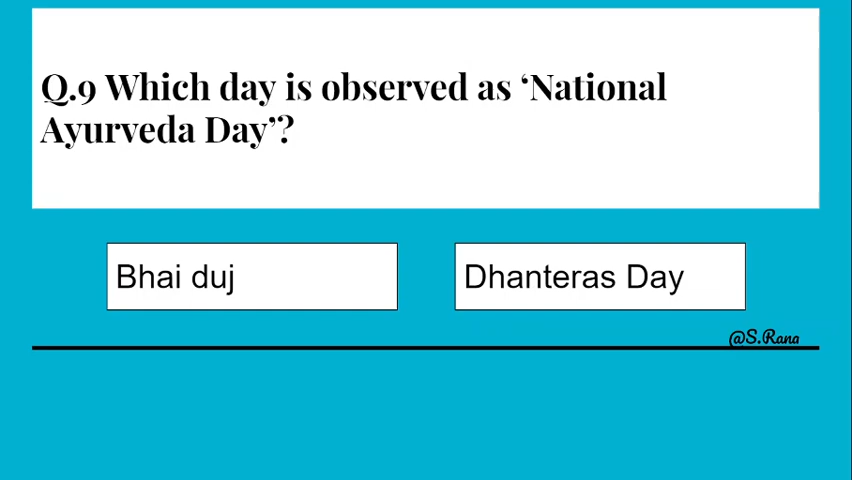 Q.9 Which day is observed as ‘National
Ayurveda Day’?
Bhai duj
Dhanteras Day
@S.Rana